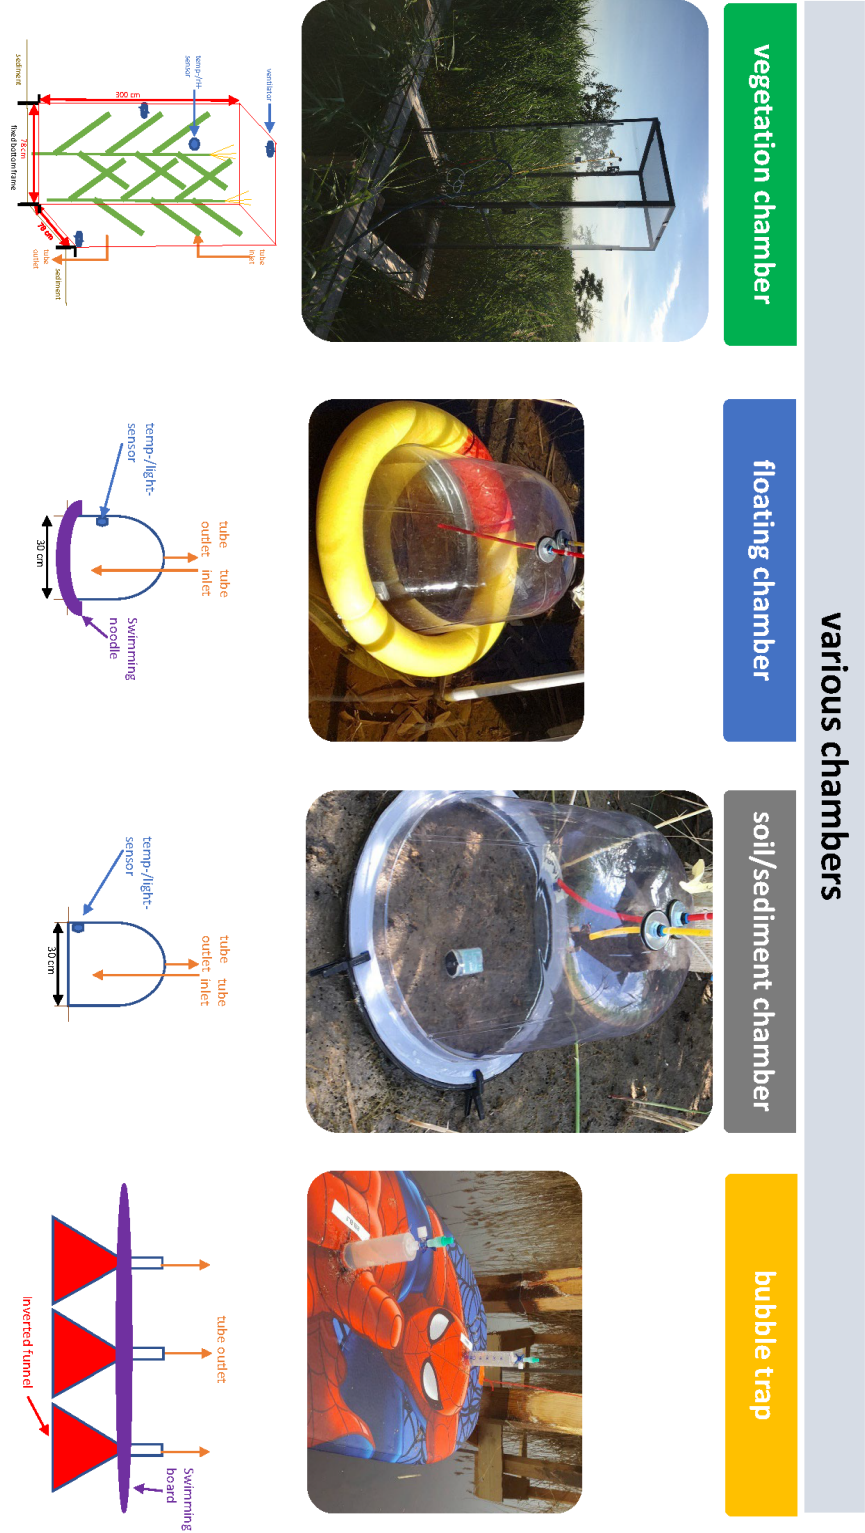 various chambers
vegetation chamber
floating chamber
soil/sediment chamber
bubble trap
ventilator
temp-/rH-
sensor
300 cm
sediment
78 cm
fixed bottom frame
78 cm
tube
inlet
tube
outlet
sediment
temp-/light-
sensor
tube
outlet
tube
inlet
30 cm
Swimming
noodle
temp-/light-
sensor
tube
outlet
tube
inlet
30 cm
tube outlet
Inverted funnel
Swimming
board